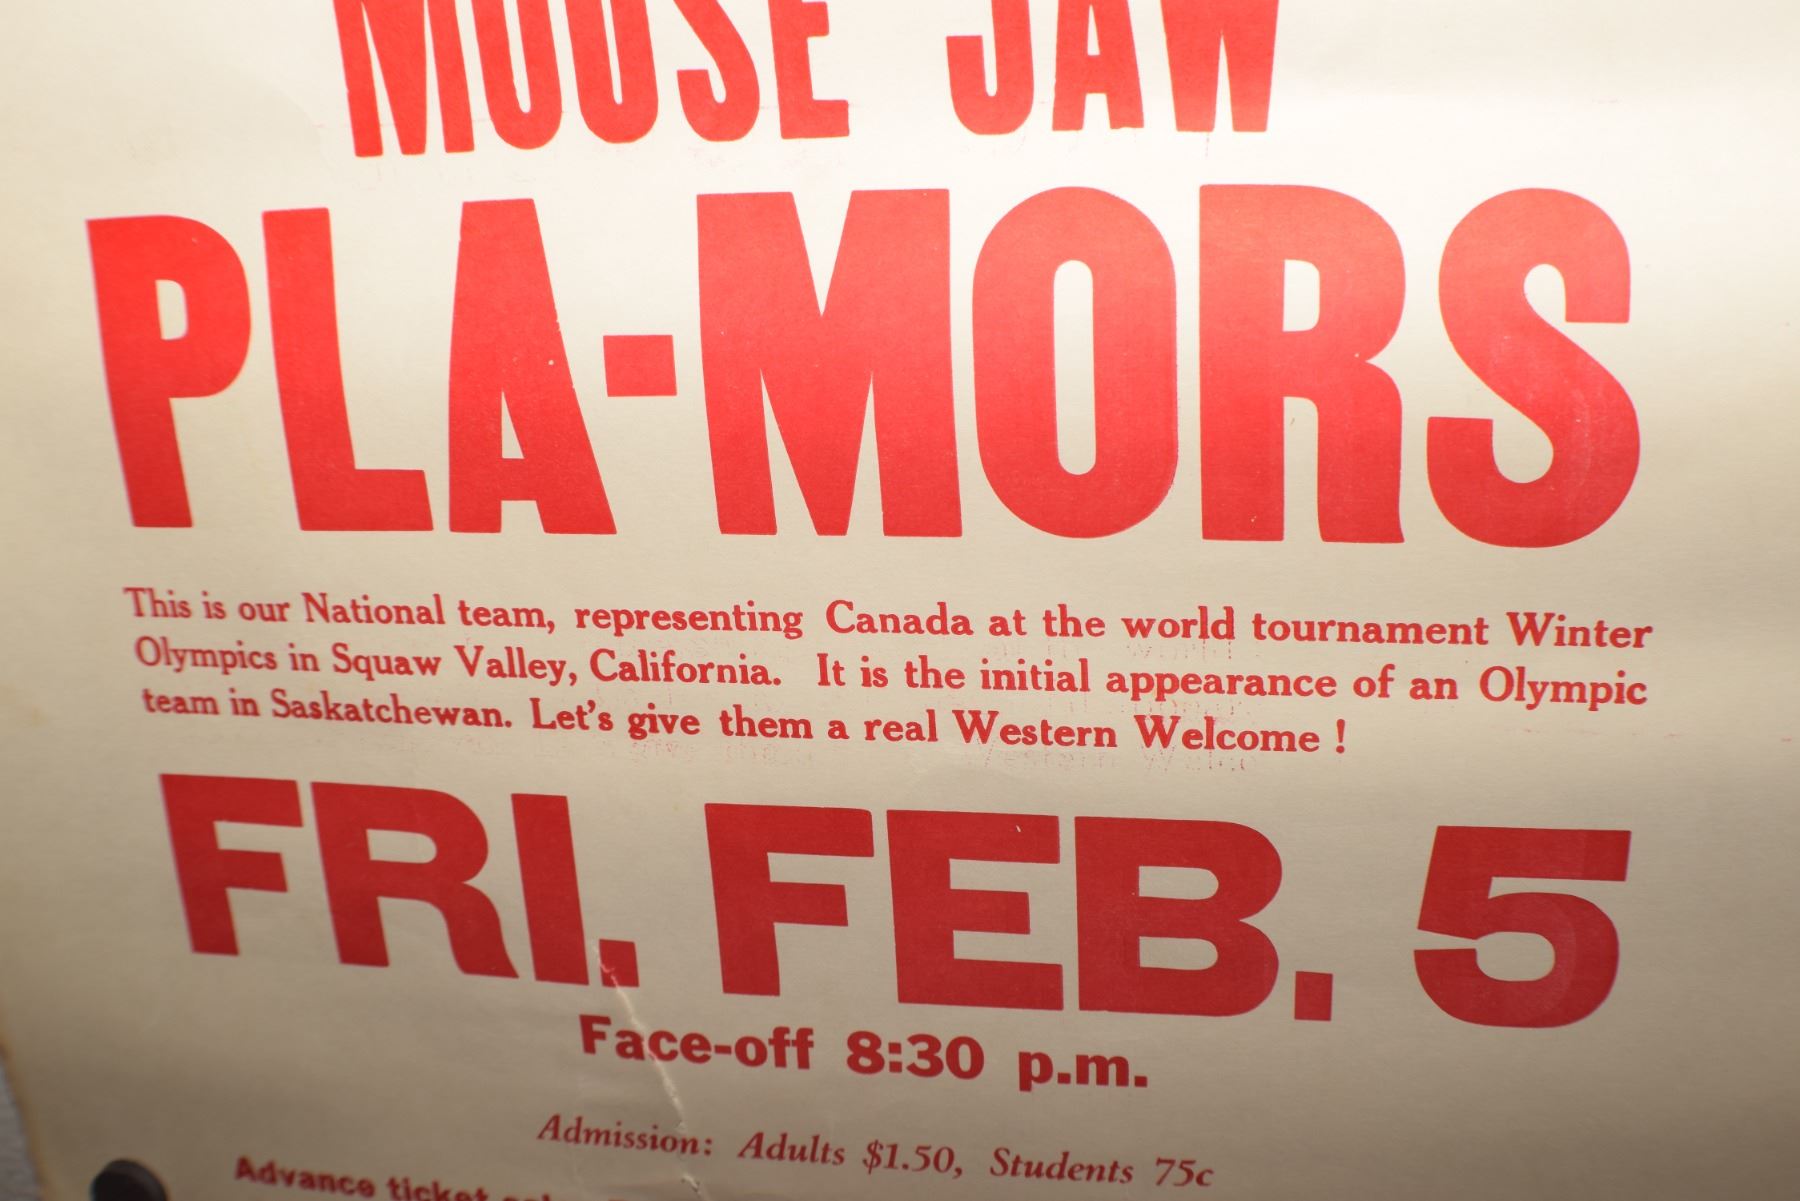 MOOSE JAW
PLA-MORS
This is our National team, representing Canada at the world tournament Winter
Olympics in Squaw Valley, California. It is the initial appearance of an Olympic
team in Saskatchewan. Let's give them a real Western Welcome !
FRI. FEB. 5
Face-off 8:30 p.m.
Admission: Adults $1.50, Students 75c
Advance ticket